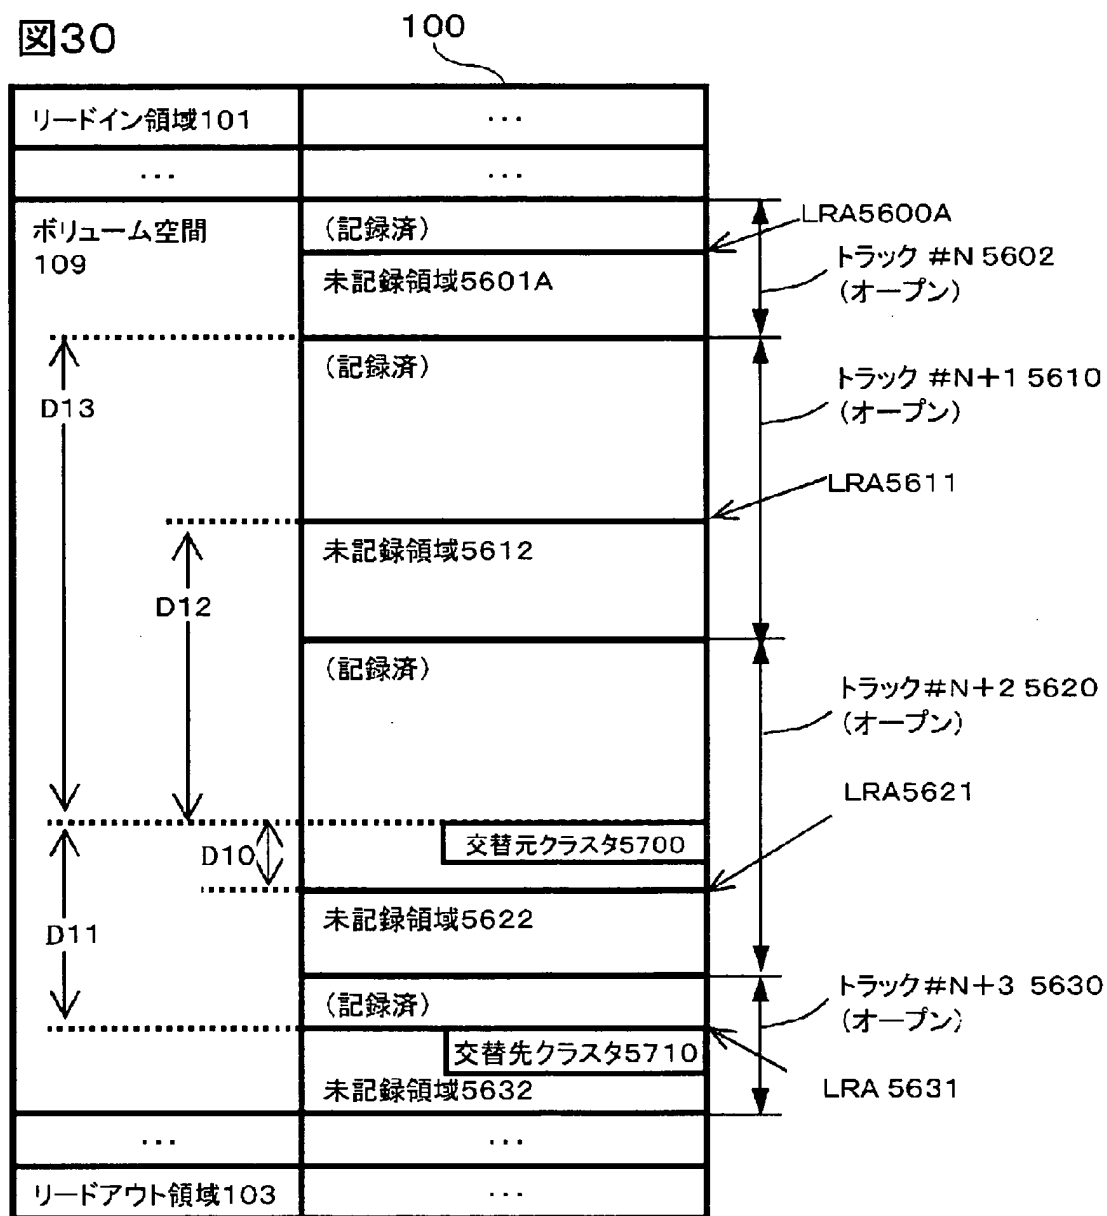 図30
100
リードイン領域101
...
...
...
ボリューム空間
109
(記録済)
LRA5600A
未記録領域5601A
トラック #N 5602
(オープン)
D13
(記録済)
トラック #N+1 5610
(オープン)
LRA5611
未記録領域5612
D12
(記録済)
トラック#N+2 5620
(オープン)
LRA5621
交替元クラスタ5700
D10
未記録領域5622
D11
(記録済)
トラック#N+3 5630
(オープン)
交替先クラスタ5710
未記録領域5632
LRA 5631
...
...
リードアウト領域103
...